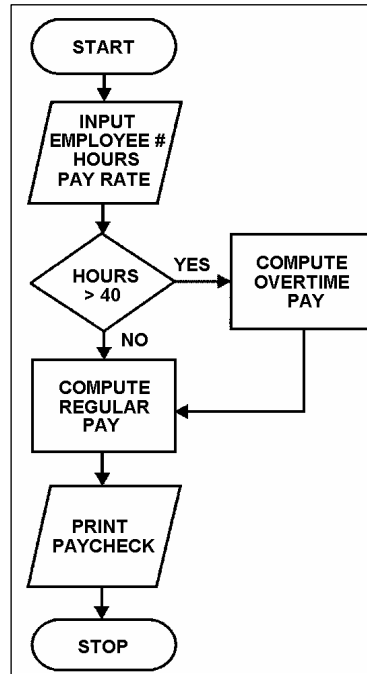 START
INPUT
EMPLOYEE #
HOURS
PAY RATE
HOURS
> 40
YES
COMPUTE
OVERTIME
PAY
NO
COMPUTE
REGULAR
PAY
PRINT
PAYCHECK
STOP